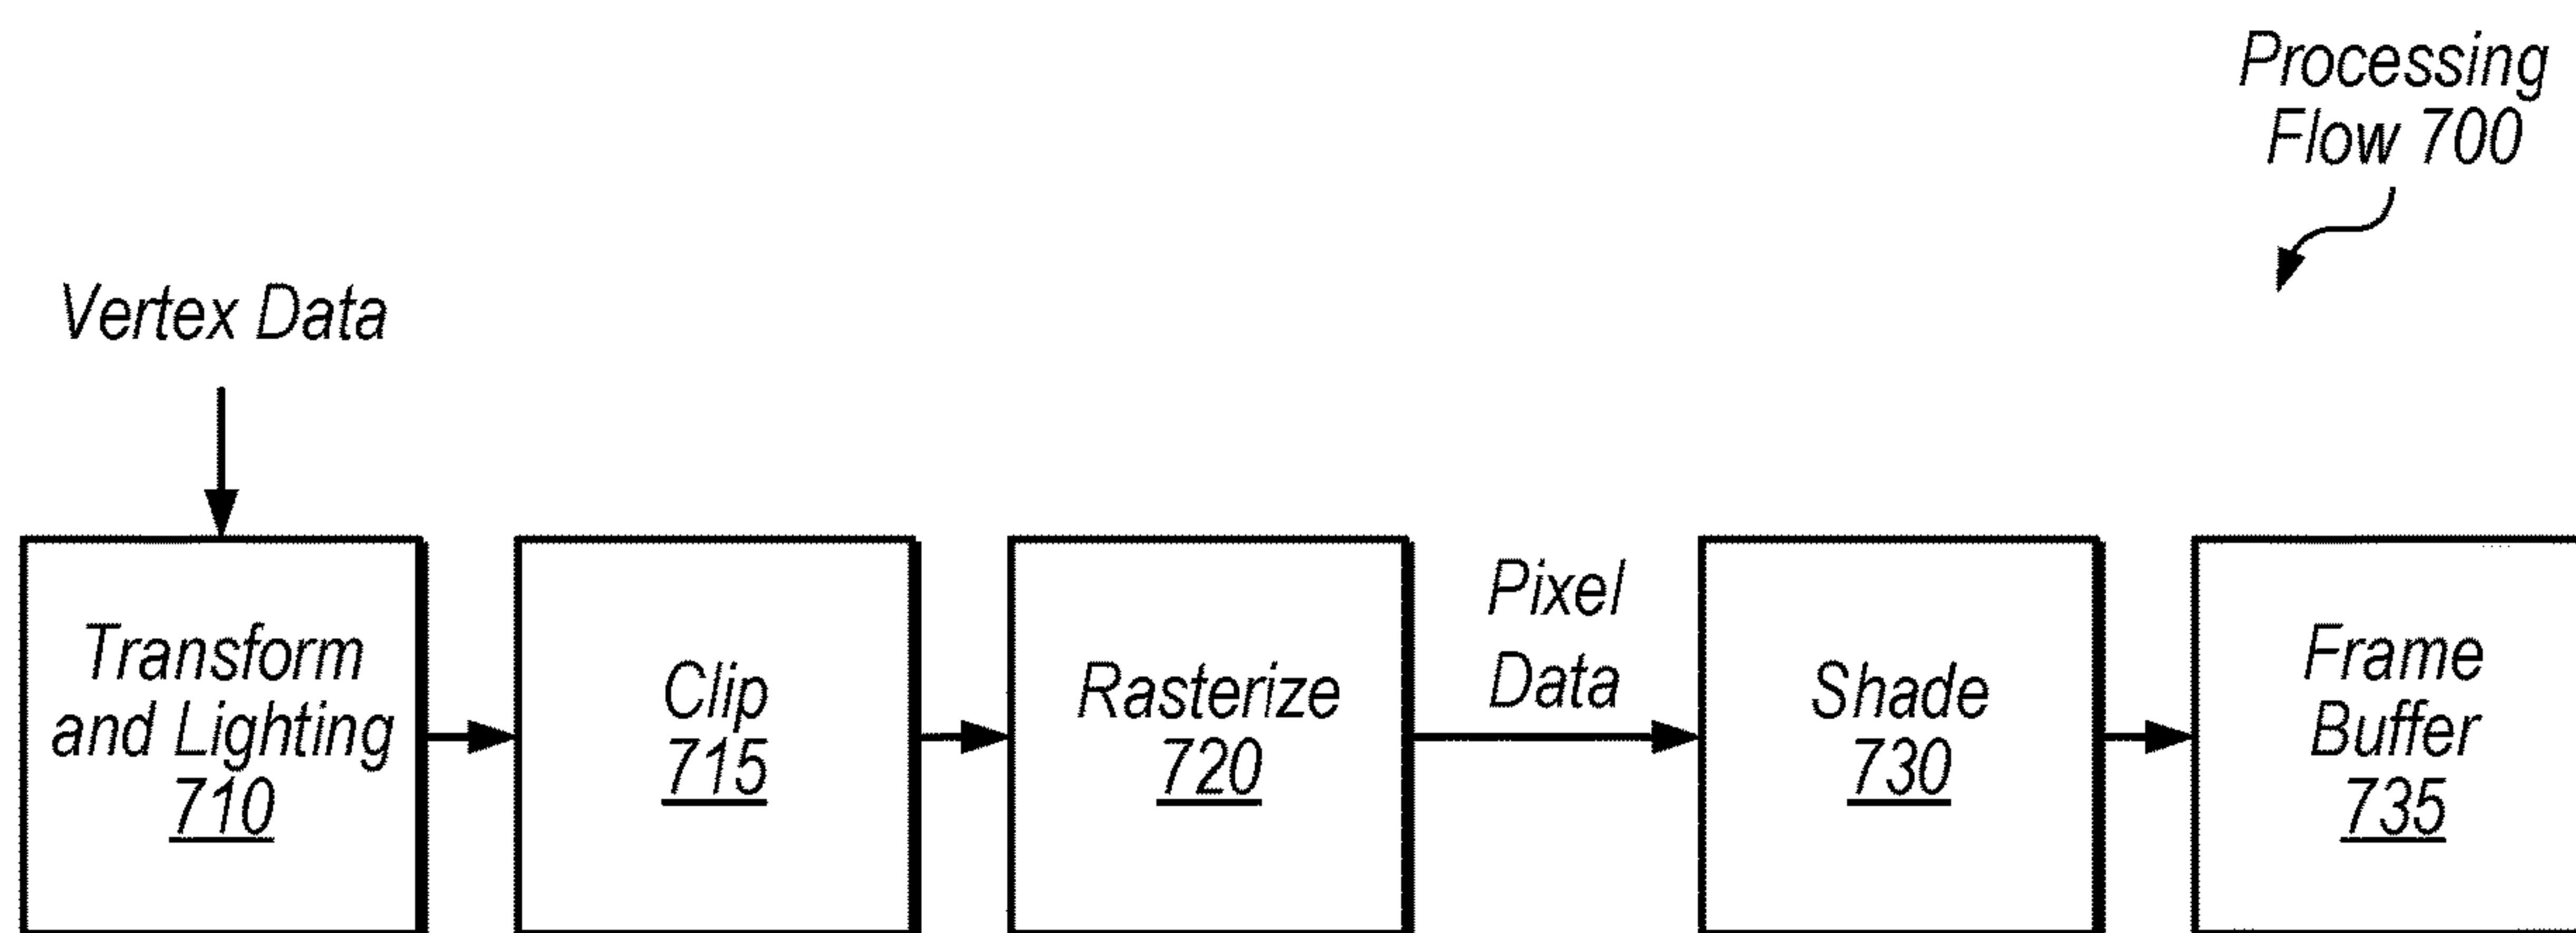 Processing
Flow 700
Vertex Data
Transform
and Lighting
710
Clip
715
Rasterize
720
Pixel
Data
Shade
730
Frame
Buffer
735